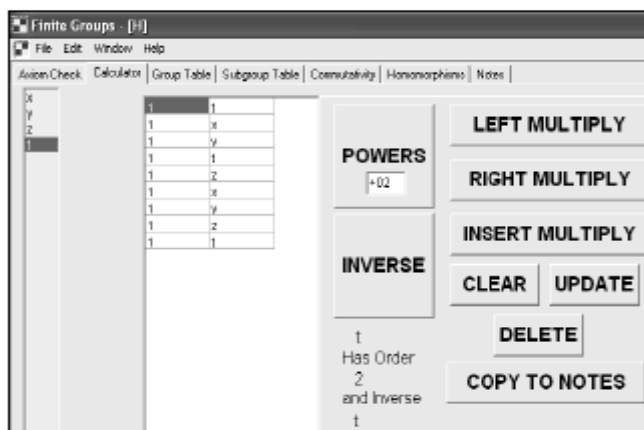 Finite Groups - [H]
File Edit Window Help
Axiom Check Calculator Group Table Subgroup Table Commutativity Homomorphisms Notes
x
y
z
t
1 t
1 x
1 y
1 t
1 z
1 x
1 y
1 z
1 t
POWERS
+02
INVERSE
t
Has Order
2
and Inverse
t
LEFT MULTIPLY
RIGHT MULTIPLY
INSERT MULTIPLY
CLEAR UPDATE
DELETE
COPY TO NOTES